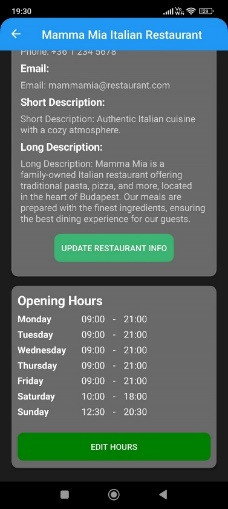 19:30
Mamma Mia Italian Restaurant
Phone: +36 1 234 5678
Email:
Email: mammamia@restaurant.com
Short Description:
Short Description: Authentic Italian cuisine
with a cozy atmosphere.
Long Description:
Long Description: Mamma Mia is a
family-owned Italian restaurant offering
traditional pasta, pizza, and more, located
in the heart of Budapest. Our meals are
prepared with the finest ingredients, ensuring
the best dining experience for our guests.
UPDATE RESTAURANT INFO
Opening Hours
Monday 09:00 - 21:00
Tuesday 09:00 - 21:00
Wednesday 09:00 - 21:00
Thursday 09:00 - 21:00
Friday 09:00 - 21:00
Saturday 10:00 - 18:00
Sunday 12:30 - 20:30
EDIT HOURS